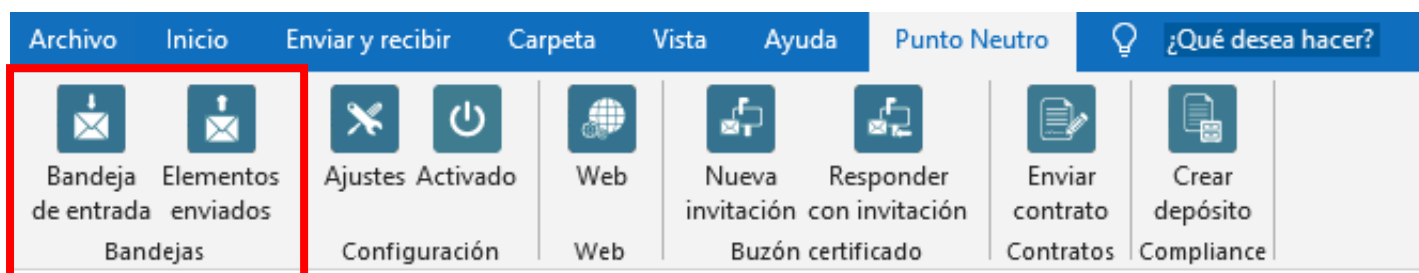 Archivo Inicio Enviar y recibir Carpeta Vista Ayuda Punto Neutro ¿Qué desea hacer?
Bandeja de entrada
Elementos enviados
Bandejas
Ajustes
Activado
Configuración
Web
Web
Nueva invitación
Responder con invitación
Buzón certificado
Enviar contrato
Contratos
Crear depósito
Compliance